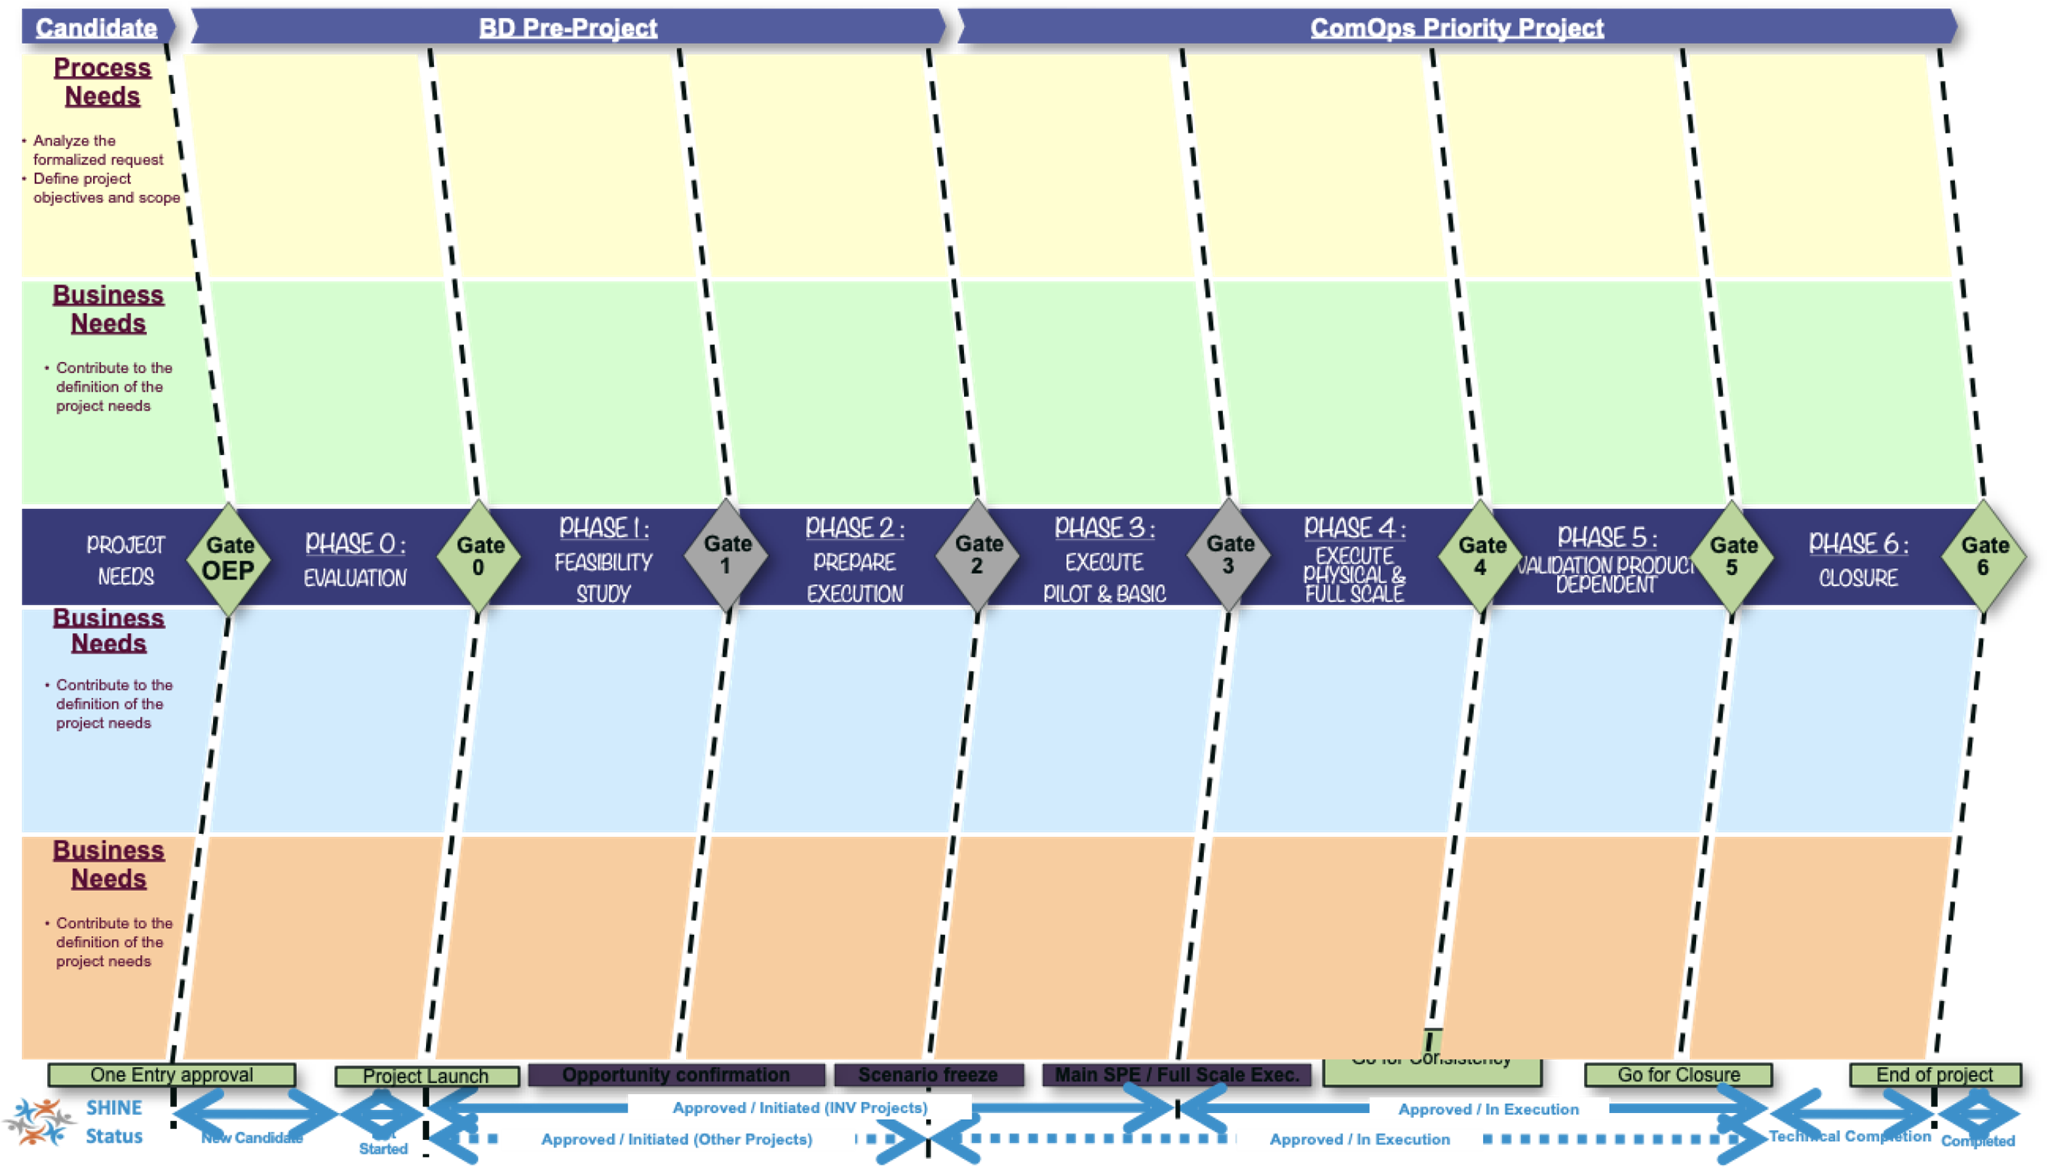 Candidate
BD Pre-Project
ComOps Priority Project
Process
Needs
• Analyze the
formalized request
• Define project
objectives and scope
Business
Needs
• Contribute to the
definition of the
project needs
PROJECT
NEEDS
Gate
OEP
PHASE 0 :
EVALUATION
Gate
0
PHASE 1 :
FEASIBILITY
STUDY
Gate
1
PHASE 2 :
PREPARE
EXECUTION
Gate
2
PHASE 3 :
EXECUTE
PILOT & BASIC
Gate
3
PHASE 4 :
EXECUTE
PHYSICAL &
FULL SCALE
Gate
4
PHASE 5 :
VALIDATION PRODUCT
DEPENDENT
Gate
5
PHASE 6 :
CLOSURE
Gate
6
Business
Needs
• Contribute to the
definition of the
project needs
Business
Needs
• Contribute to the
definition of the
project needs
One Entry approval
Project Launch
Opportunity confirmation
Scenario freeze
Main SPE / Full Scale Exec.
Go for Consistency
Go for Closure
End of project
SHINE
Status
New Candidate
Started
Approved / Initiated (INV Projects)
Approved / In Execution
Approved / Initiated (Other Projects)
Approved / In Execution
Technical Completion
Completed